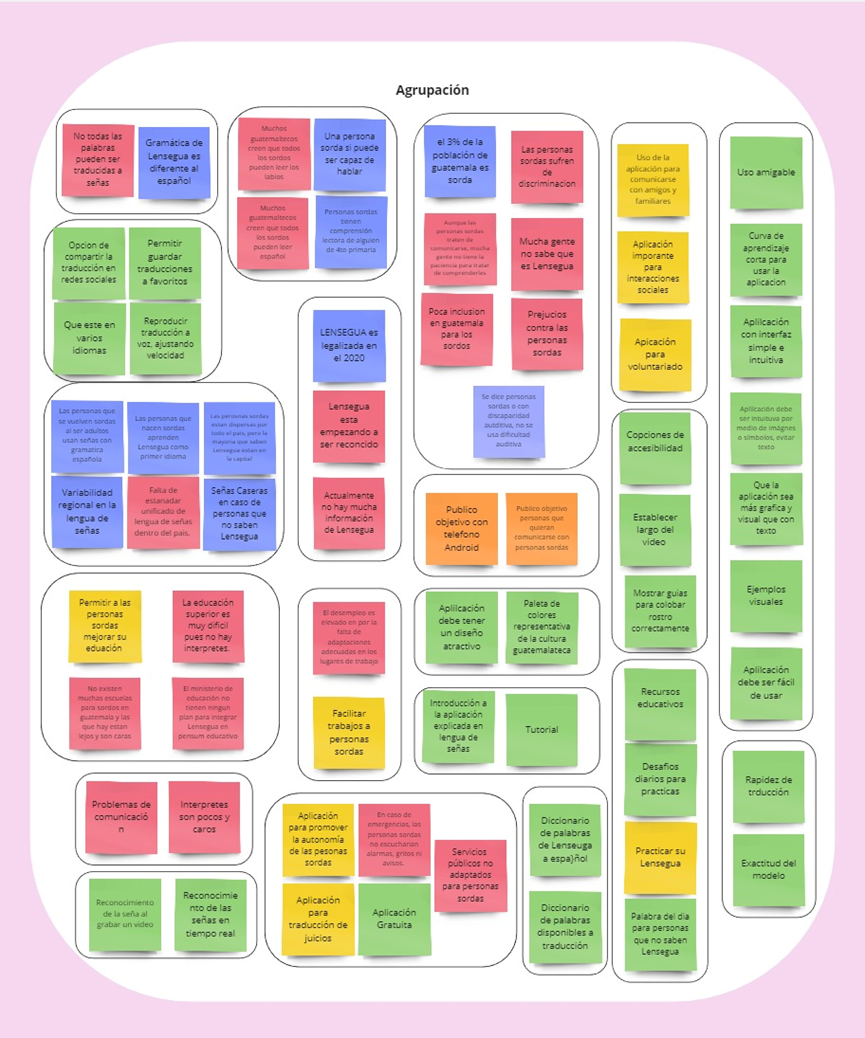 Agrupación
No todas las
palabras
pueden ser
traducidas a
señas
Gramática de
Lensegua es
diferente al
español
Muchos
guatemaltecos
creen que todos
los sordos
pueden leer los
labios
Una persona
sorda si puede
ser capaz de
hablar
Muchos
guatemaltecos
creen que todos
los sordos
pueden leer
español
Personas sordas
tienen
comprensión
lectora de alguien
de 4to primaria
el 3% de la
población de
guatemala es
sorda
Las personas
sordas sufren
de
discriminacion
Aunque las
personas sordas
traten de
comunicarse, mucha
gente no tiene la
paciencia para tratar
de comprenderles
Mucha gente
no sabe que
es Lensegua
Poca inclusion
en guatemala
para los
sordos
Prejucios
contra las
personas
sordas
Se dice personas
sordas o con
discapacidad
autditiva, no se
usa dificultad
auditiva
Uso de la
aplicación para
comunicarse
con amigos y
familiares
Aplicación
imporante
para
interacciones
sociales
Apicación
para
voluntariado
Uso amigable
Curva de
aprendizaje
corta para
usar la
aplicacion
Aplilcación
con interfaz
simple e
intuitiva
Aplilcación debe
ser intuituva por
medio de imágnes
o símbolos, evitar
texto
Que la
aplicación sea
más grafica y
visual que con
texto
Ejemplos
visuales
Aplilcación
debe ser fácil
de usar
Opcion de
compartir la
traducción en
redes sociales
Permitir
guardar
traducciones
a favoritos
Que este en
varios
idiomas
Reproducir
traducción a
voz, ajustando
velocidad
LENSEGUA es
legalizada en
el 2020
Lensegua
esta
empezando a
ser reconcido
Actualmente
no hay mucha
información
de Lensegua
Las personas que
se vuelven sordas
al ser adultos
usan señas con
gramatica
española
Las personas que
nacen sordas
aprenden
Lensegua como
primer idioma
Las personas sordas
estan dispersas por
todo el pais, pero la
mayoria que saben
Lensegua estan en
la capital
Variabilidad
regional en la
lengua de
señas
Falta de
estanadar
unificado de
lengua de señas
dentro del pais.
Señas Caseras
en caso de
personas que
no saben
Lensegua
Publico
objetivo con
telefono
Android
Publico objetivo
personas que
quieran
comunicarse con
personas sordas
Copciones de
accesibilidad
Establecer
largo del
video
Mostrar guias
para colobar
rostro
correctamente
Permitir a las
personas
sordas
mejorar su
eduación
La educación
superior es
muy dificil
pues no hay
interpretes.
No existen
muchas escuelas
para sordos en
guatemala y las
que hay estan
lejos y son caras
El ministerio de
educación no
tienen ningun
plan para integrar
Lensegua en
pensum educativo
El desempleo es
elevado en por la
falta de
adaptaciones
adecuadas en los
lugares de trabajo
Facilitar
trabajos a
personas
sordas
Aplilcación
debe tener
un diseño
atractivo
Paleta de
colores
representativa
de la cultura
guatemalateca
Introducción a
la aplicación
explicada en
lengua de
señas
Tutorial
Recursos
educativos
Desafios
diarios para
practicas
Practicar su
Lensegua
Palabra del dia
para personas
que no saben
Lensegua
Rapidez de
trducción
Exactitud del
modelo
Problemas de
comunicació
n
Interpretes
son pocos y
caros
Reconocimiento
de la seña al
grabar un video
Reconocimie
nto de las
señas en
tiempo real
Aplicación
para promover
la autonomía
de las pesonas
sordas
En caso de
emergencias, las
personas sordas
no escucharian
alarmas, gritos ni
avisos.
Servicios
públicos no
adaptados
para personas
sordas
Aplicación
para
traducción de
juicios
Aplicación
Gratuita
Diccionario
de palabras
de Lenseuga
a espa}ñol
Diccionario
de palabras
disponibles a
traducción